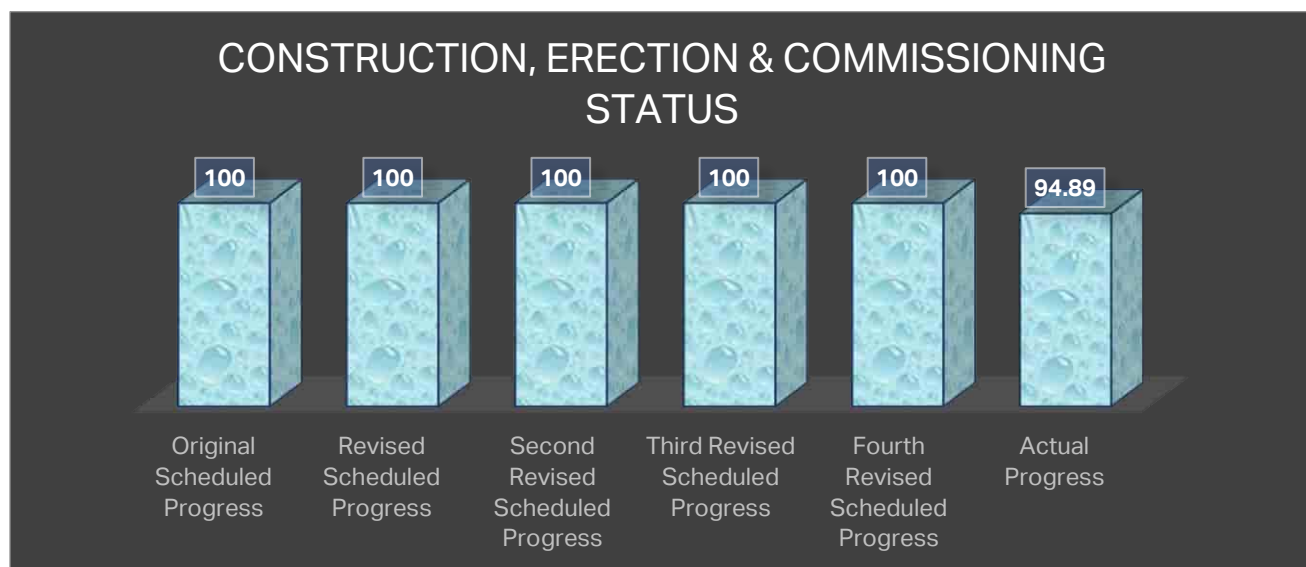 CONSTRUCTION, ERECTION & COMMISSIONING
STATUS
100
100
100
100
100
94.89
Original
Scheduled
Progress
Revised
Scheduled
Progress
Second
Revised
Scheduled
Progress
Third Revised
Scheduled
Progress
Fourth
Revised
Scheduled
Progress
Actual
Progress